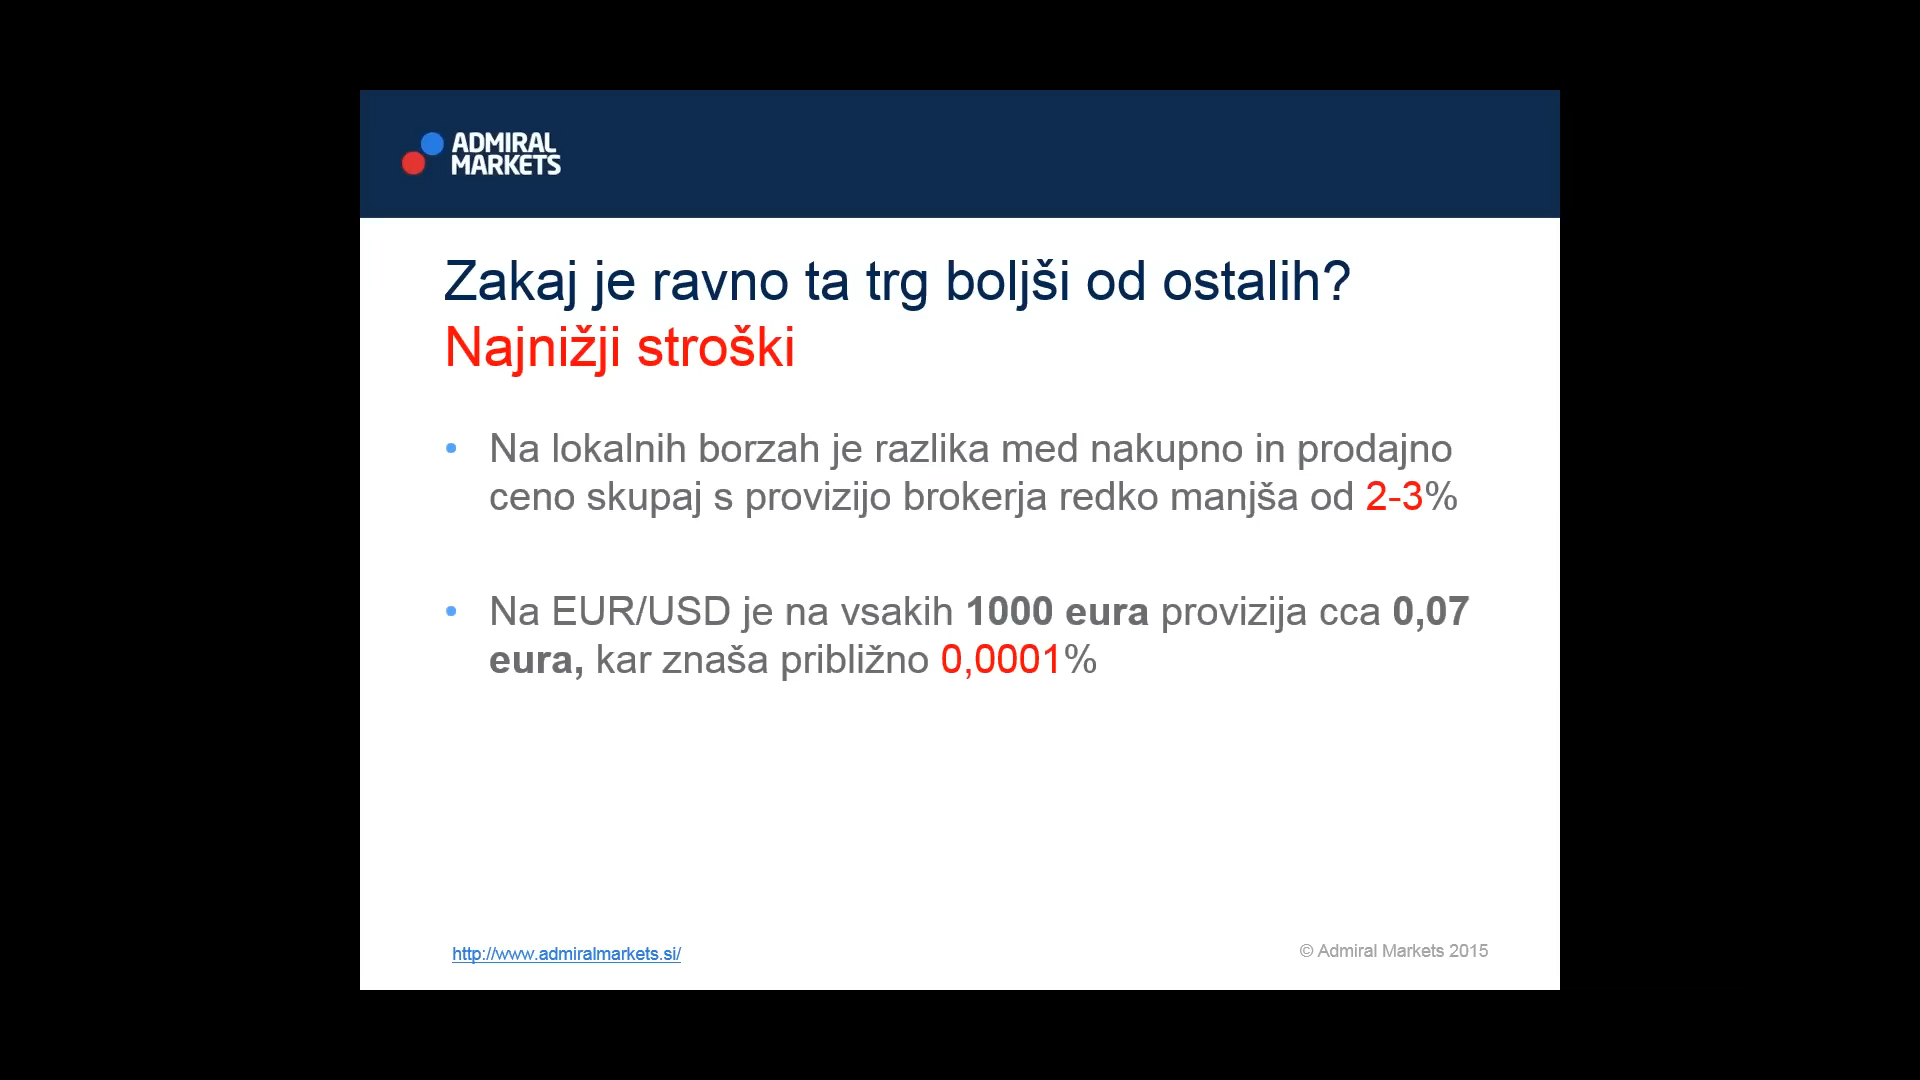 ADMIRAL
MARKETS
Zakaj je ravno ta trg boljši od ostalih?
Najnižji stroški
• Na lokalnih borzah je razlika med nakupno in prodajno
ceno skupaj s provizijo brokerja redko manjša od 2-3%
• Na EUR/USD je na vsakih 1000 eura provizija cca 0,07
eura, kar znaša približno 0,0001%
http://www.admiralmarkets.si/
© Admiral Markets 2015